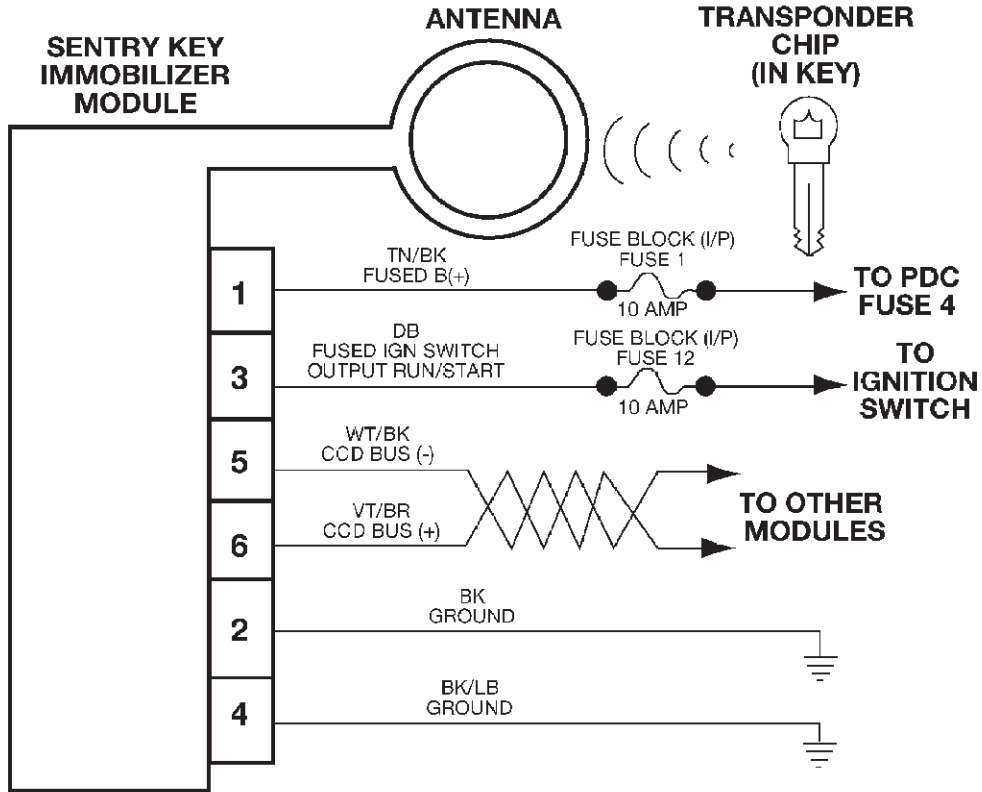 ANTENNA
TRANSPONDER
CHIP
(IN KEY)
SENTRY KEY
IMMOBILIZER
MODULE
1
TN/BK
FUSED B(+)
FUSE BLOCK (I/P)
FUSE 1
10 AMP
TO PDC
FUSE 4
3
DB
FUSED IGN SWITCH
OUTPUT RUN/START
FUSE BLOCK (I/P)
FUSE 12
10 AMP
TO
IGNITION
SWITCH
5
WT/BK
CCD BUS (-)
6
VT/BR
CCD BUS (+)
TO OTHER
MODULES
2
BK
GROUND
4
BK/LB
GROUND